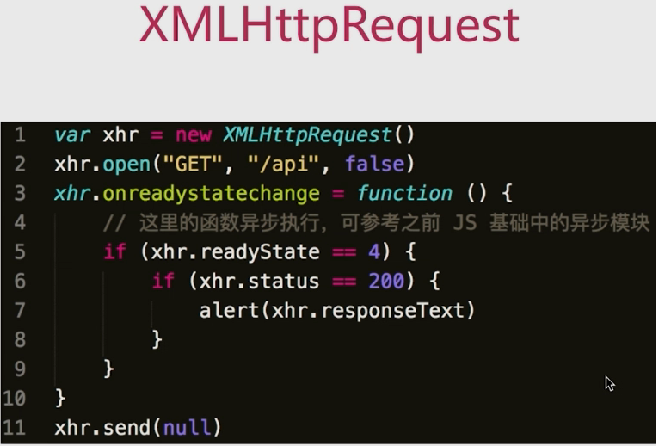 XMLHttpRequest
1 var xhr = new XMLHttpRequest()
2 xhr.open("GET", "/api", false)
3 xhr.onreadystatechange = function () {
4 // 这里的函数异步执行，可参考之前 JS 基础中的异步模块
5 if (xhr.readyState == 4) {
6 if (xhr.status == 200) {
7 alert(xhr.responseText)
8 }
9 }
10 }
11 xhr.send(null)